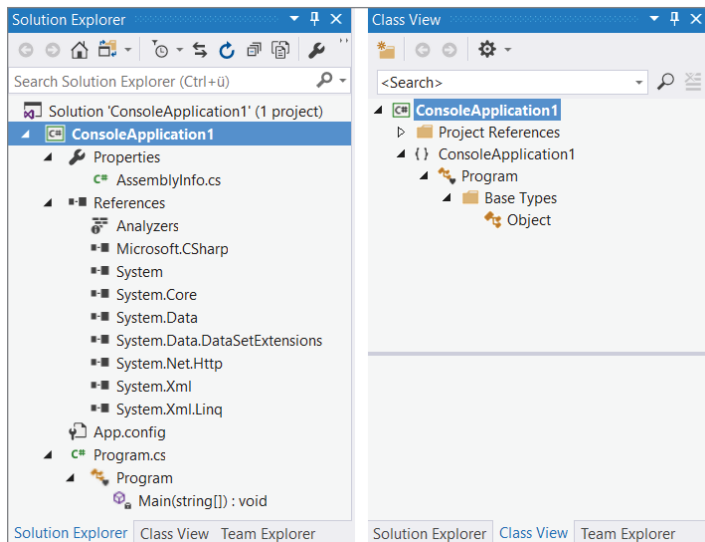 Solution Explorer
Search Solution Explorer (Ctrl+ü)
Solution 'ConsoleApplication1' (1 project)
C# ConsoleApplication1
Properties
C# AssemblyInfo.cs
References
Analyzers
Microsoft.CSharp
System
System.Core
System.Data
System.Data.DataSetExtensions
System.Net.Http
System.Xml
System.Xml.Linq
App.config
C# Program.cs
Program
Main(string[]) : void
Solution Explorer Class View Team Explorer
Class View
<Search>
C# ConsoleApplication1
Project References
{ } ConsoleApplication1
Program
Base Types
Object
Solution Explorer Class View Team Explorer